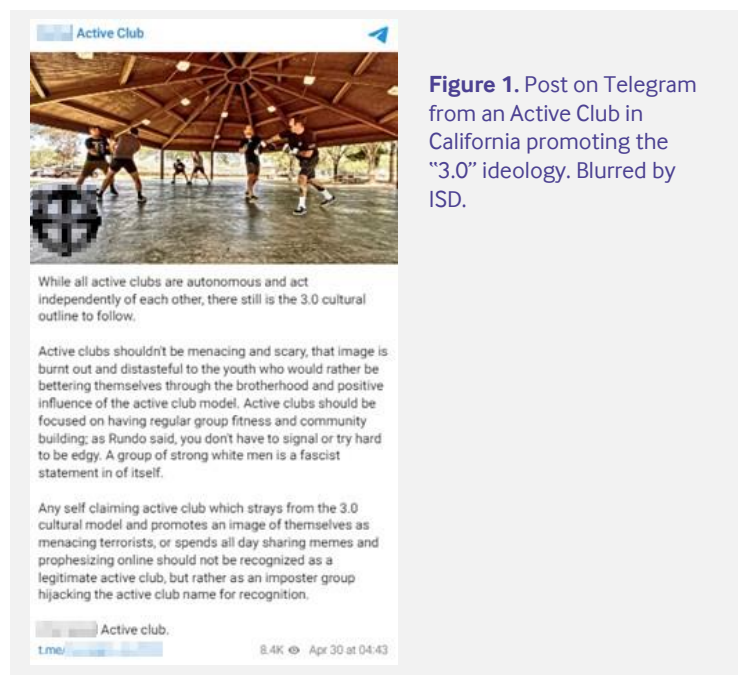 Active Club
Figure 1. Post on Telegram
from an Active Club in
California promoting the
“3.0” ideology. Blurred by
ISD.
While all active clubs are autonomous and act
independently of each other, there still is the 3.0 cultural
outline to follow.
Active clubs shouldn't be menacing and scary, that image is
burnt out and distasteful to the youth who would rather be
bettering themselves through the brotherhood and positive
influence of the active club model. Active clubs should be
focused on having regular group fitness and community
building; as Rundo said, you don't have to signal or try hard
to be edgy. A group of strong white men is a fascist
statement in of itself.
Any self claiming active club which strays from the 3.0
cultural model and promotes an image of themselves as
menacing terrorists, or spends all day sharing memes and
prophesizing online should not be recognized as a
legitimate active club, but rather as an imposter group
hijacking the active club name for recognition.
Active club.
t.me/
8.4K Apr 30 at 04:43